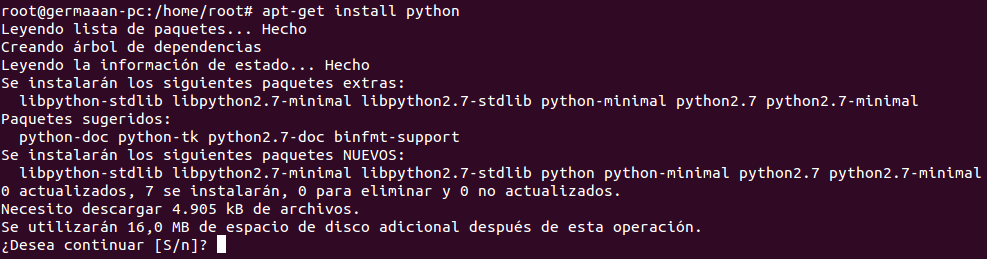 root@germaaan-pc:/home/root# apt-get install python
Leyendo lista de paquetes... Hecho
Creando árbol de dependencias
Leyendo la información de estado... Hecho
Se instalarán los siguientes paquetes extras:
  libpython-stdlib libpython2.7-minimal libpython2.7-stdlib python-minimal python2.7 python2.7-minimal
Paquetes sugeridos:
  python-doc python-tk python2.7-doc binfmt-support
Se instalarán los siguientes paquetes NUEVOS:
  libpython-stdlib libpython2.7-minimal libpython2.7-stdlib python python-minimal python2.7 python2.7-minimal
0 actualizados, 7 se instalarán, 0 para eliminar y 0 no actualizados.
Necesito descargar 4.905 kB de archivos.
Se utilizarán 16,0 MB de espacio de disco adicional después de esta operación.
¿Desea continuar [S/n]?